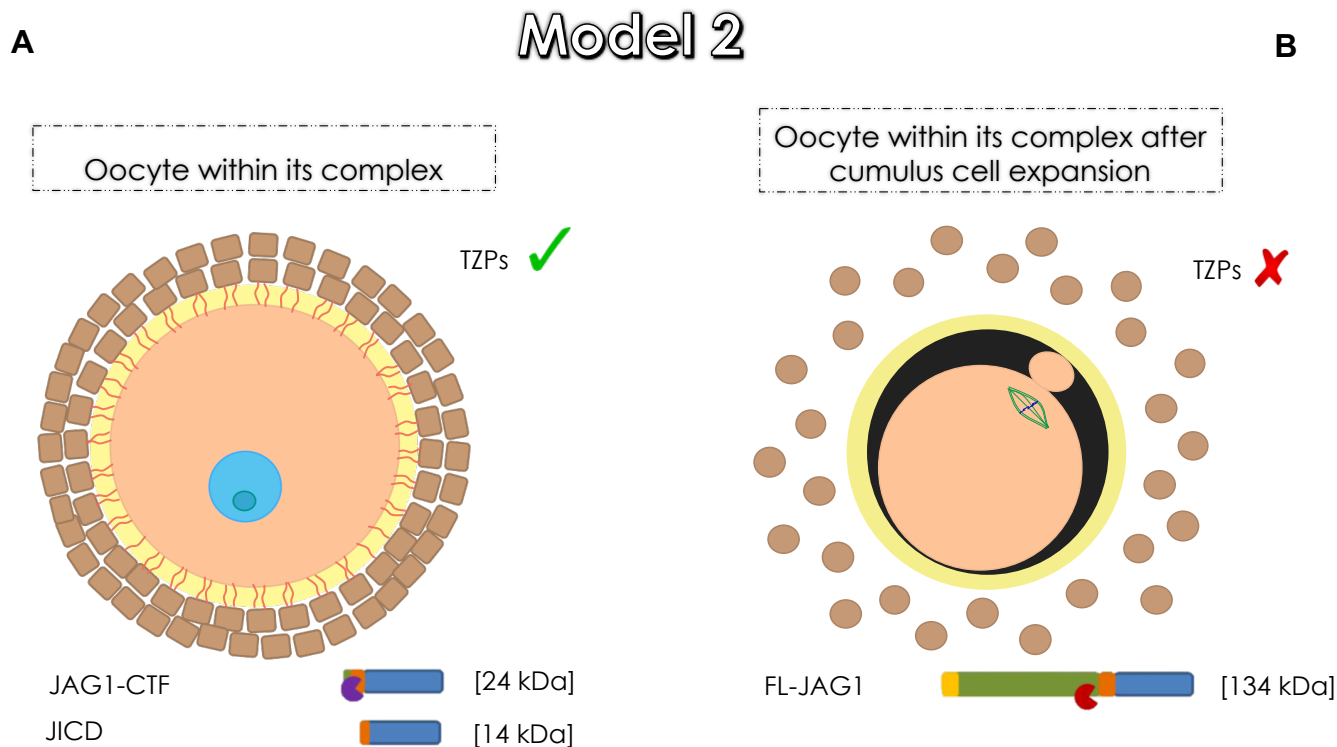 Model 2
A
B
Oocyte within its complex
Oocyte within its complex after
cumulus cell expansion
TZPs
TZPs
JAG1-CTF
[24 kDa]
JICD
[14 kDa]
FL-JAG1
[134 kDa]